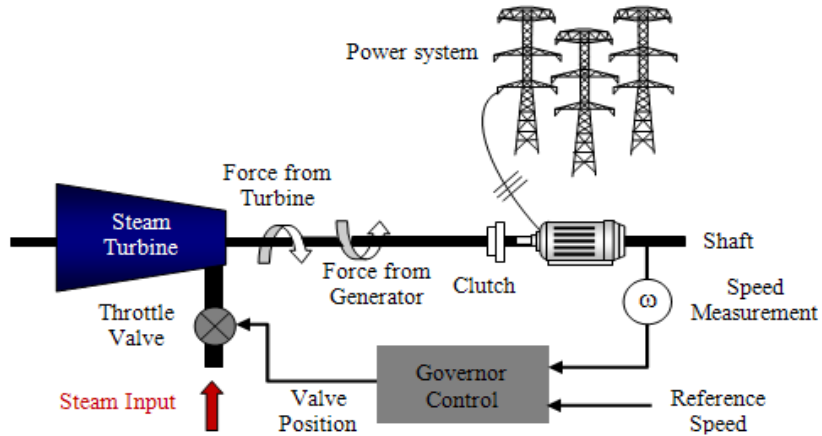 Power system
Force from
Turbine
Steam
Turbine
Force from
Generator
Clutch
Shaft
Throttle
Valve
ω
Speed
Measurement
Steam Input
Valve
Position
Governor
Control
Reference
Speed